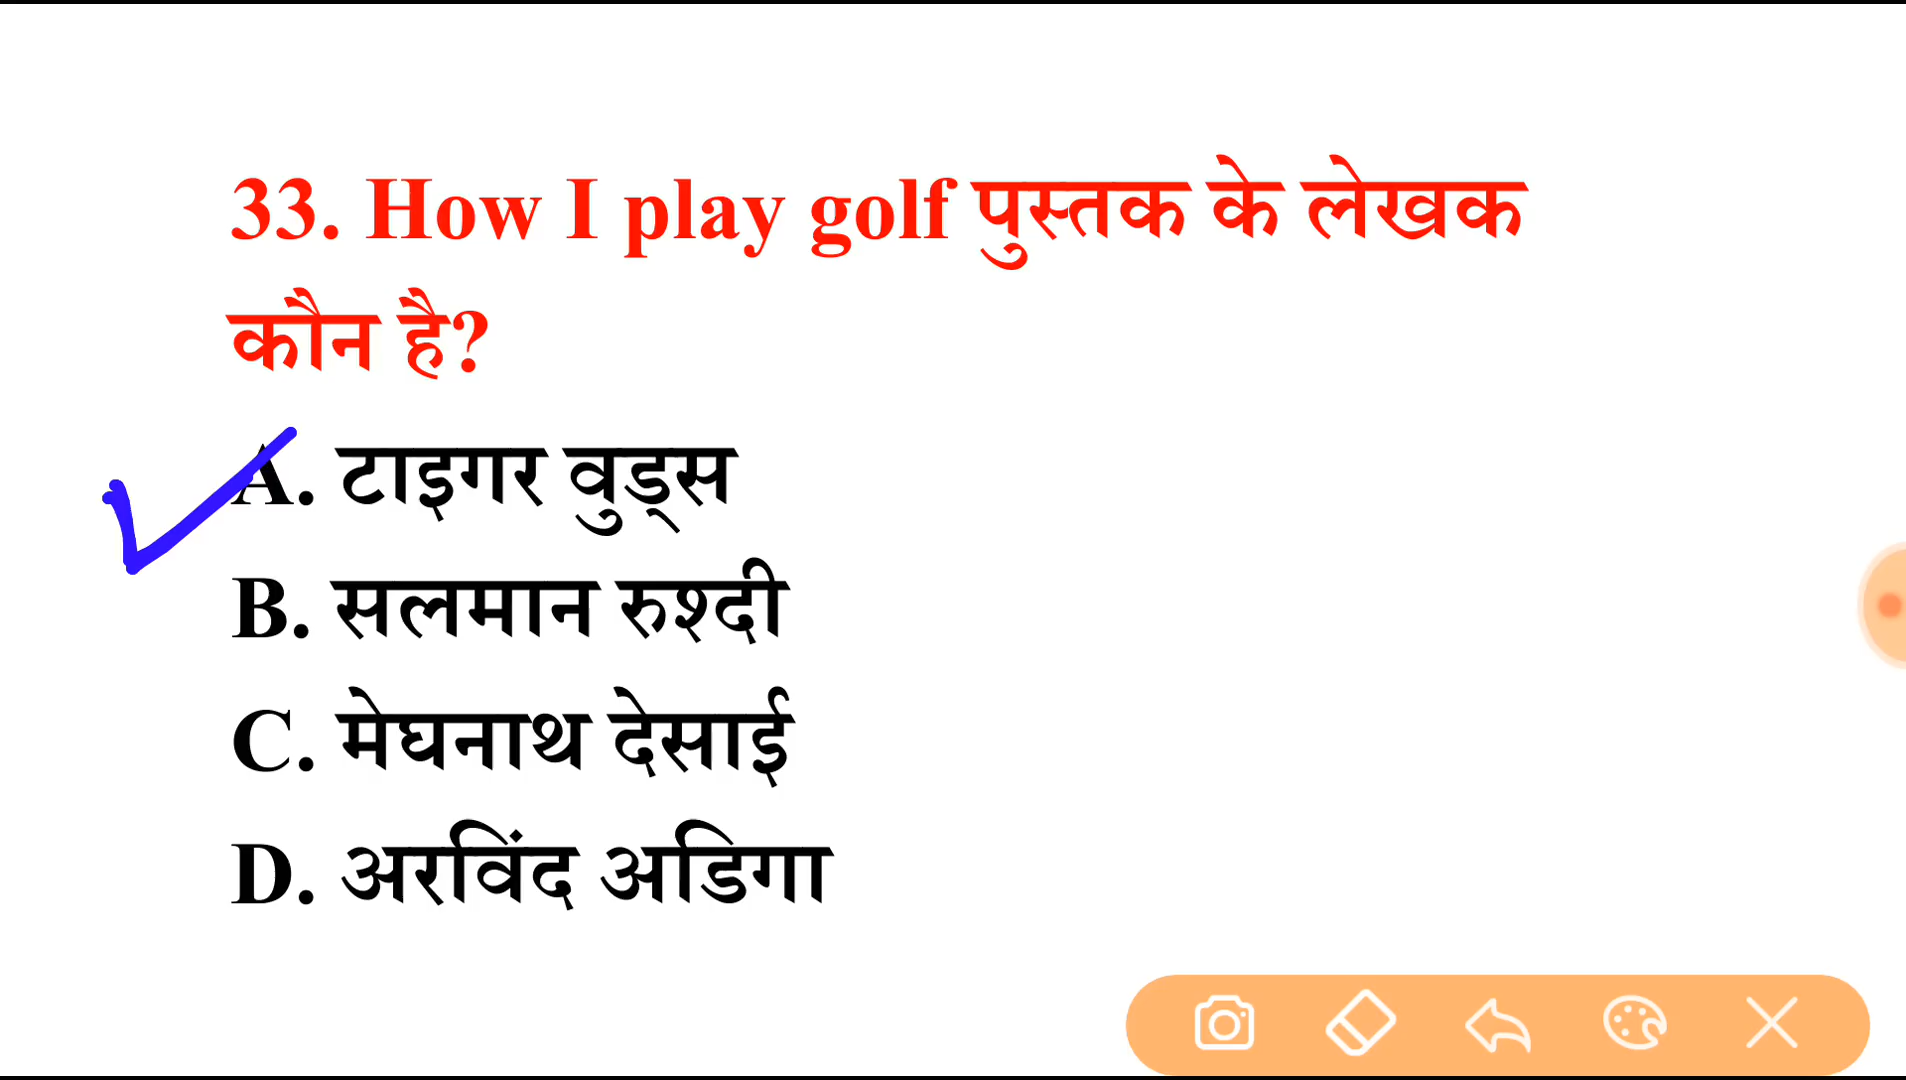 33. How I play golf पुस्तक के लेखक
कौन है?
A. टाइगर वुड्स
B. सलमान रुश्दी
C. मेघनाथ देसाई
D. अरविंद अडिगा